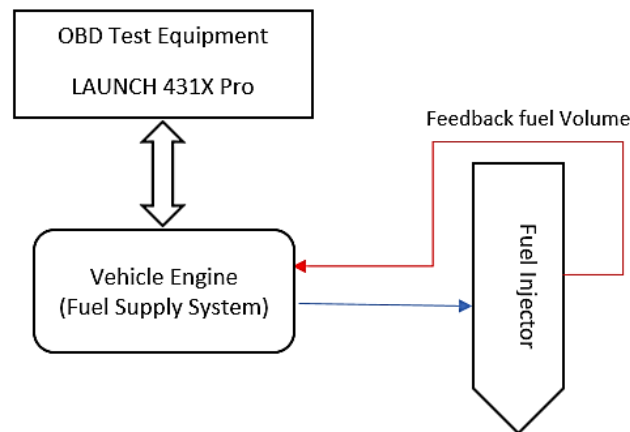 OBD Test Equipment
LAUNCH 431X Pro
Feedback fuel Volume
Vehicle Engine
(Fuel Supply System)
Fuel Injector